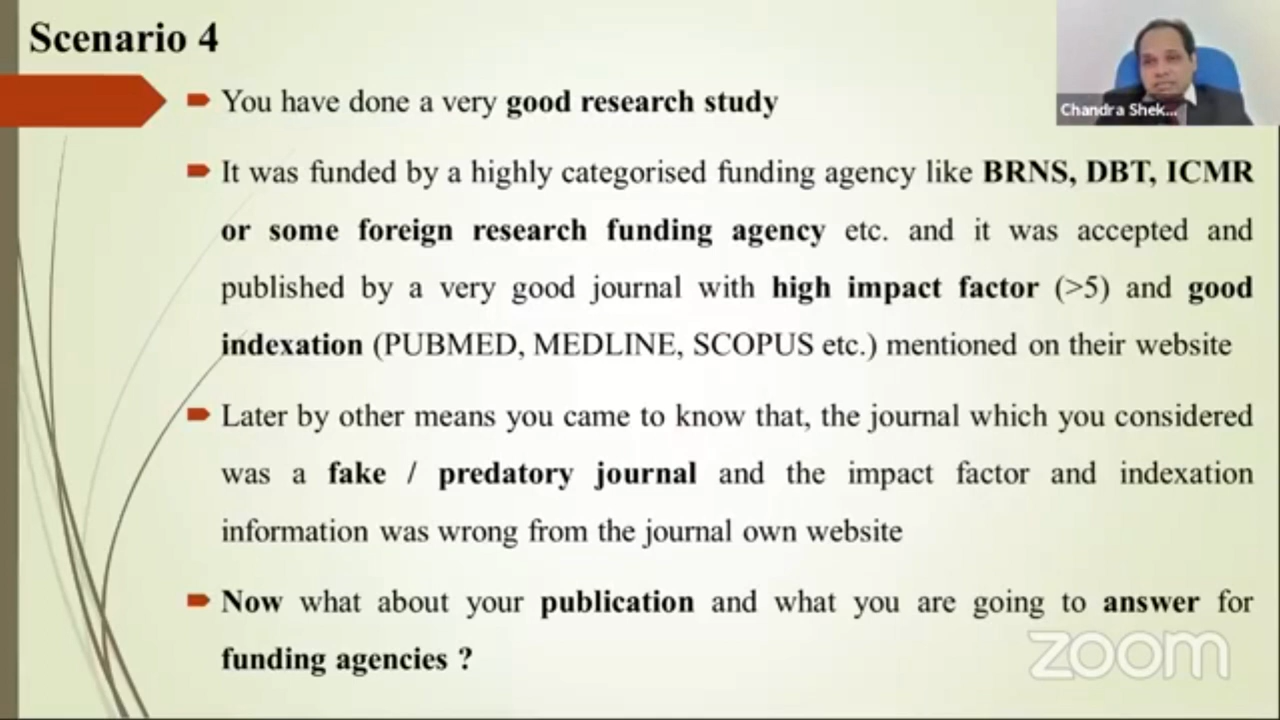 Scenario 4
Chandra Shek...
You have done a very good research study
It was funded by a highly categorised funding agency like BRNS, DBT, ICMR
or some foreign research funding agency etc. and it was accepted and
published by a very good journal with high impact factor (>5) and good
indexation (PUBMED, MEDLINE, SCOPUS etc.) mentioned on their website
Later by other means you came to know that, the journal which you considered
was a fake / predatory journal and the impact factor and indexation
information was wrong from the journal own website
Now what about your publication and what you are going to answer for
funding agencies ?
zoom